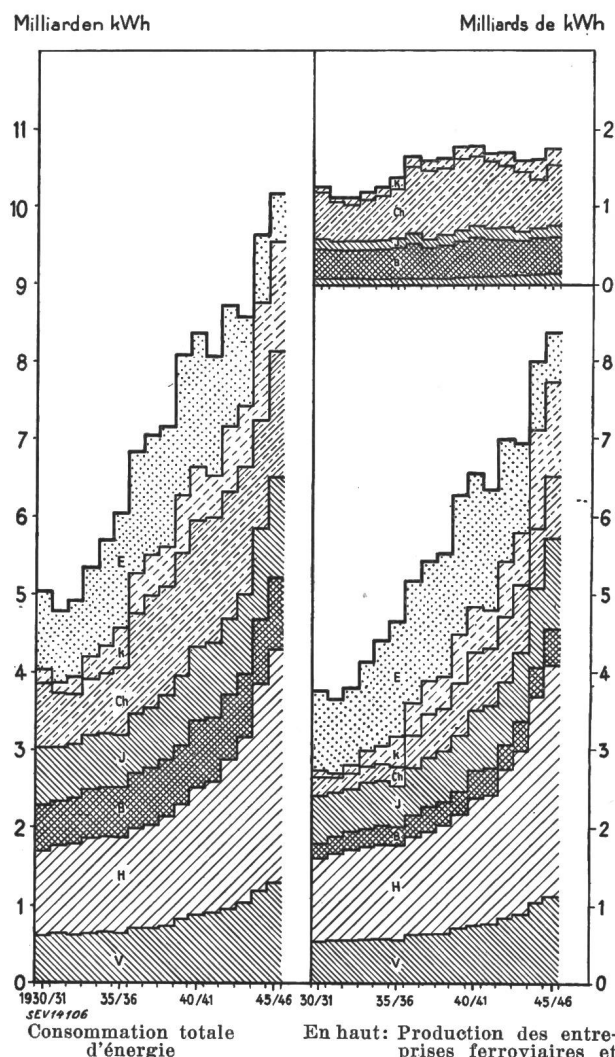 Milliarden kWh
Milliards de kWh
11
10
9
8
7
6
5
4
3
2
1
0
E
K
Ch
J
B
H
V
1930/31
35/36
40/41
45/46
SEV14106
2
1
0
K
Ch
B
8
7
6
5
4
3
2
1
0
E
K
Ch
J
B
H
V
30/31
35/36
40/41
45/46
Consommation totale
d'énergie
En haut: Production des entre-
prises ferroviaires et